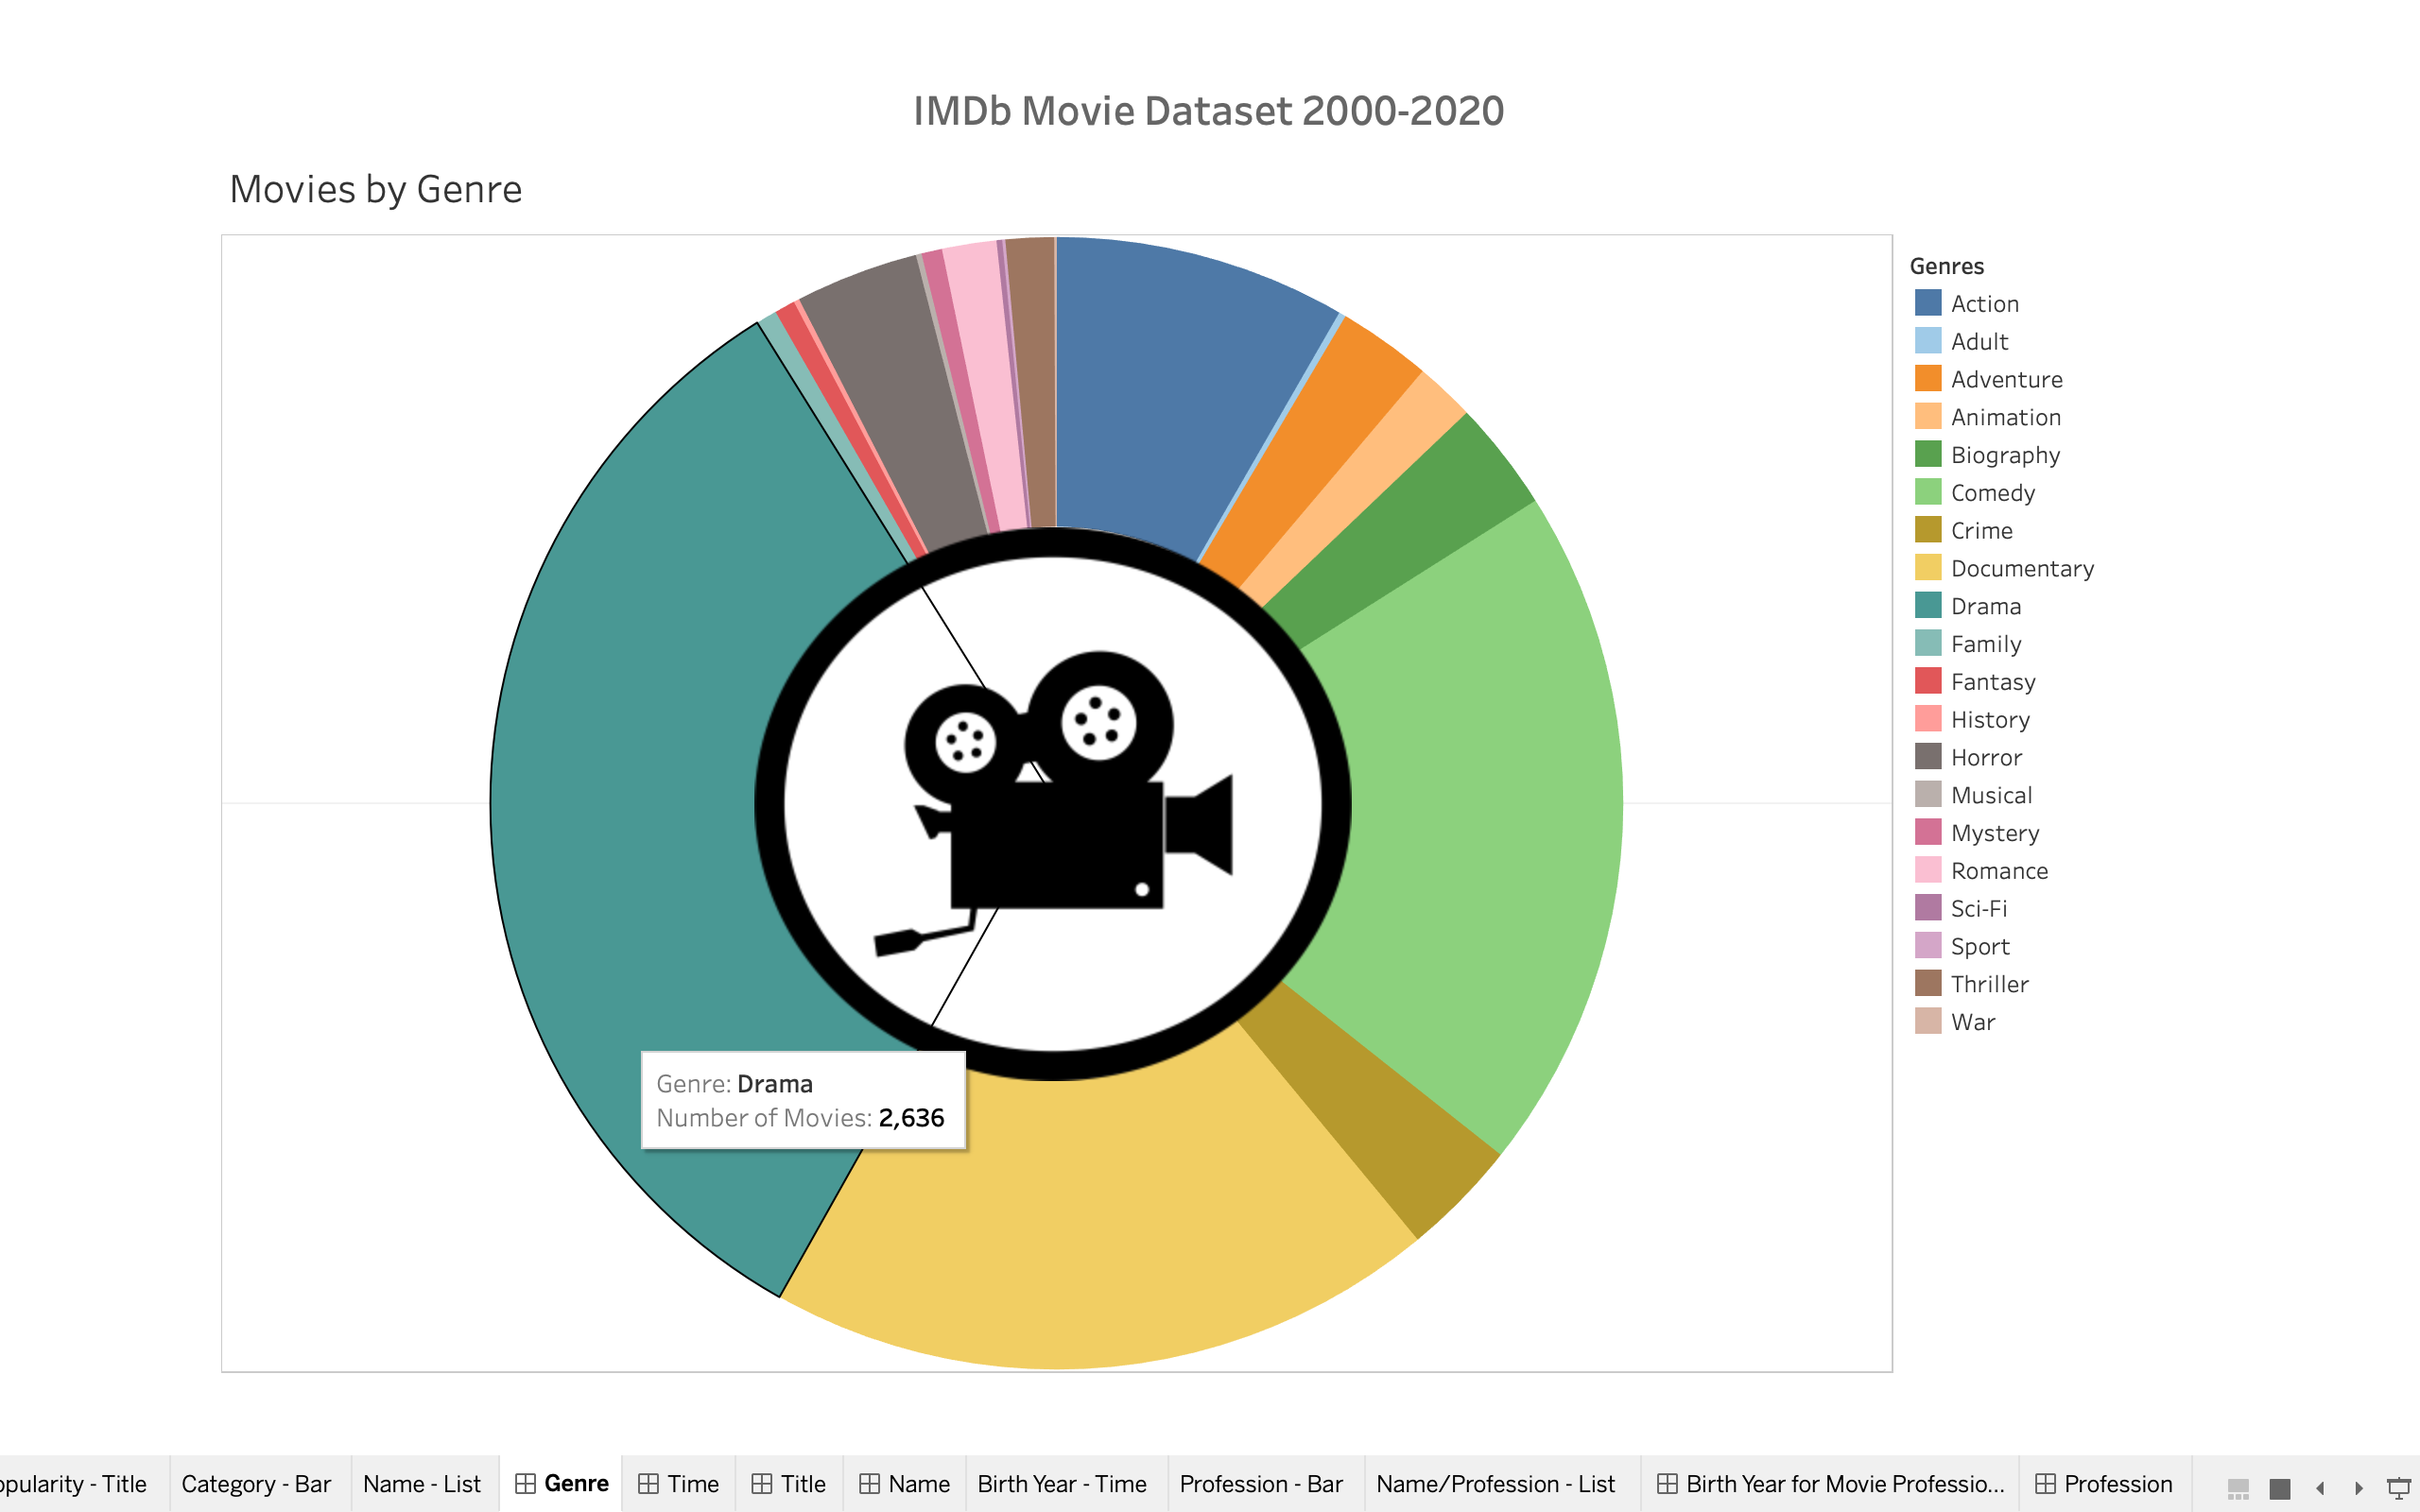 IMDb Movie Dataset 2000-2020
Movies by Genre
Genres
Action
Adult
Adventure
Animation
Biography
Comedy
Crime
Documentary
Drama
Family
Fantasy
History
Horror
Musical
Mystery
Romance
Sci-Fi
Sport
Thriller
War
Genre: Drama
Number of Movies: 2,636
opularity - Title Category - Bar Name - List Genre Time Title Name Birth Year - Time Profession - Bar Name/Profession - List Birth Year for Movie Professio... Profession